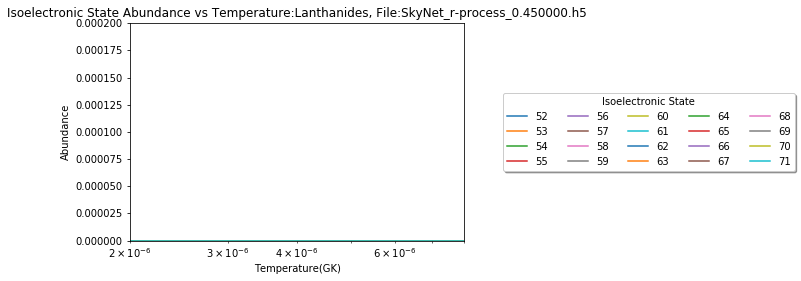 Isoelectronic State Abundance vs Temperature:Lanthanides, File:SkyNet_r-process_0.450000.h5
0.000200
0.000175
0.000150
0.000125
0.000100
0.000075
0.000050
0.000025
0.000000
Abundance
2 × 10⁻⁶ 3 × 10⁻⁶ 4 × 10⁻⁶ 6 × 10⁻⁶
Temperature(GK)
Isoelectronic State
52 56 60 64 68
53 57 61 65 69
54 58 62 66 70
55 59 63 67 71